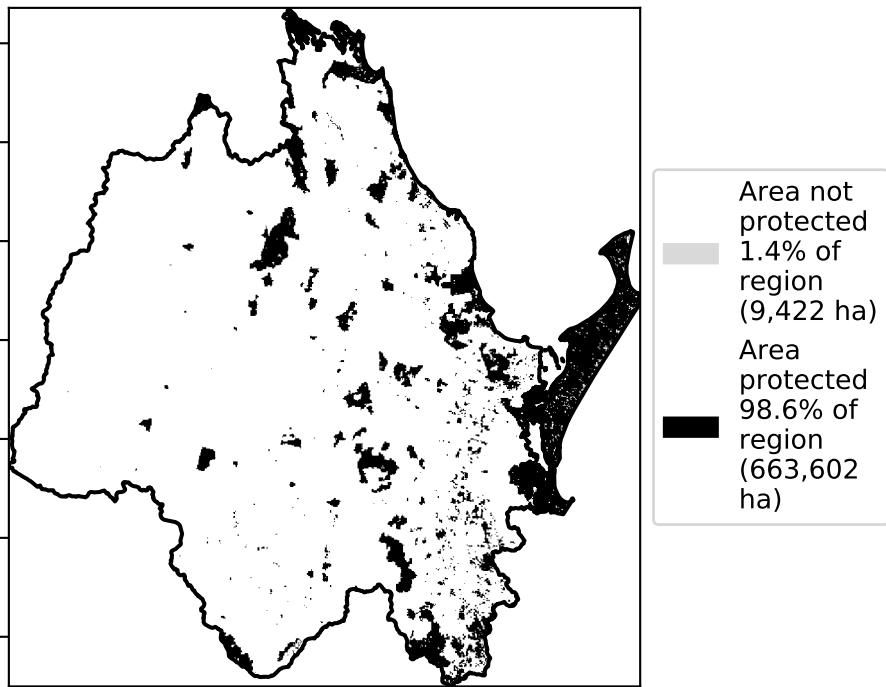 Area not
protected
1.4% of
region
(9,422 ha)
Area
protected
98.6% of
region
(663,602
ha)